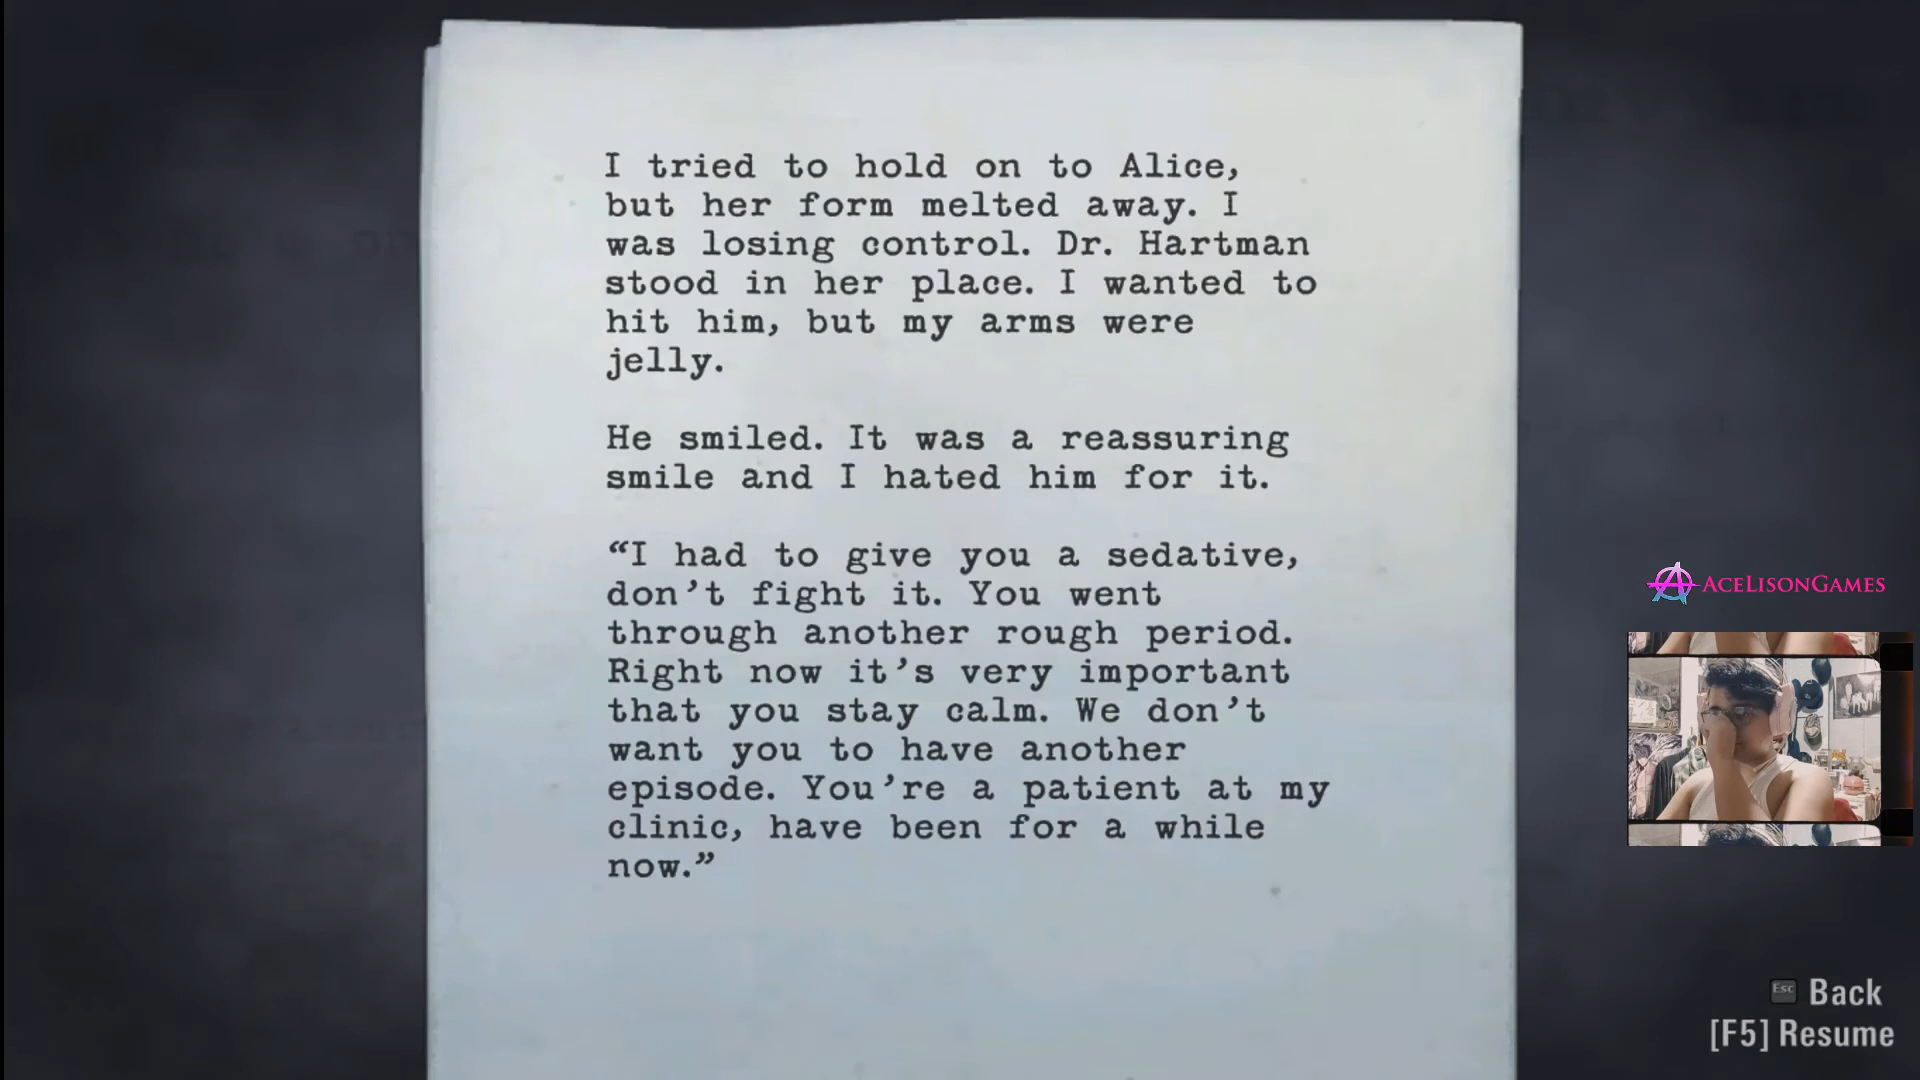 I tried to hold on to Alice,
but her form melted away. I
was losing control. Dr. Hartman
stood in her place. I wanted to
hit him, but my arms were
jelly.
He smiled. It was a reassuring
smile and I hated him for it.
“I had to give you a sedative,
don’t fight it. You went
through another rough period.
Right now it’s very important
that you stay calm. We don’t
want you to have another
episode. You’re a patient at my
clinic, have been for a while
now.”
ACELISONGAMES
Esc Back
[F5] Resume